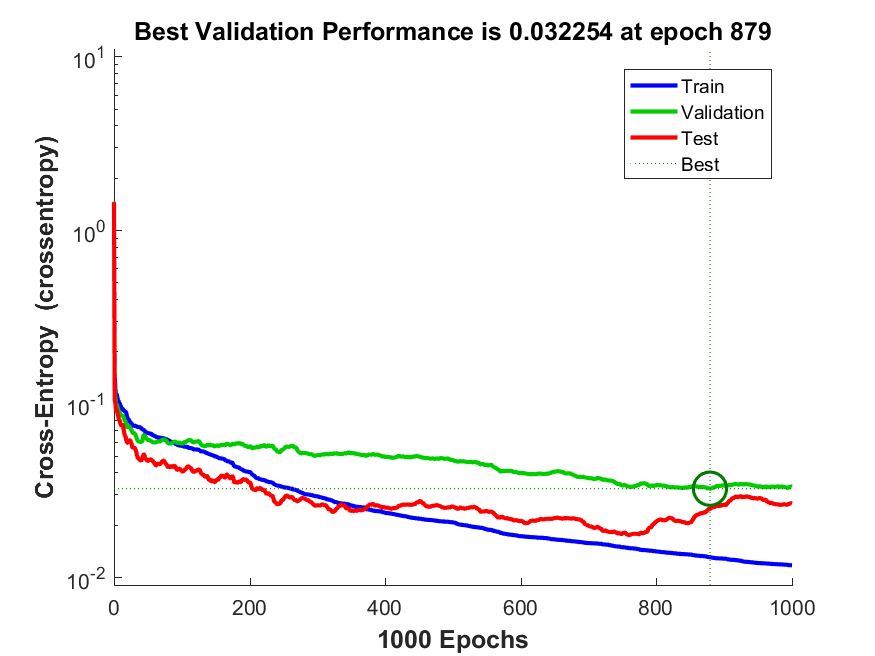 Best Validation Performance is 0.032254 at epoch 879
10^1
10^0
10^-1
10^-2
Cross-Entropy (crossentropy)
Train
Validation
Test
Best
0 200 400 600 800 1000
1000 Epochs